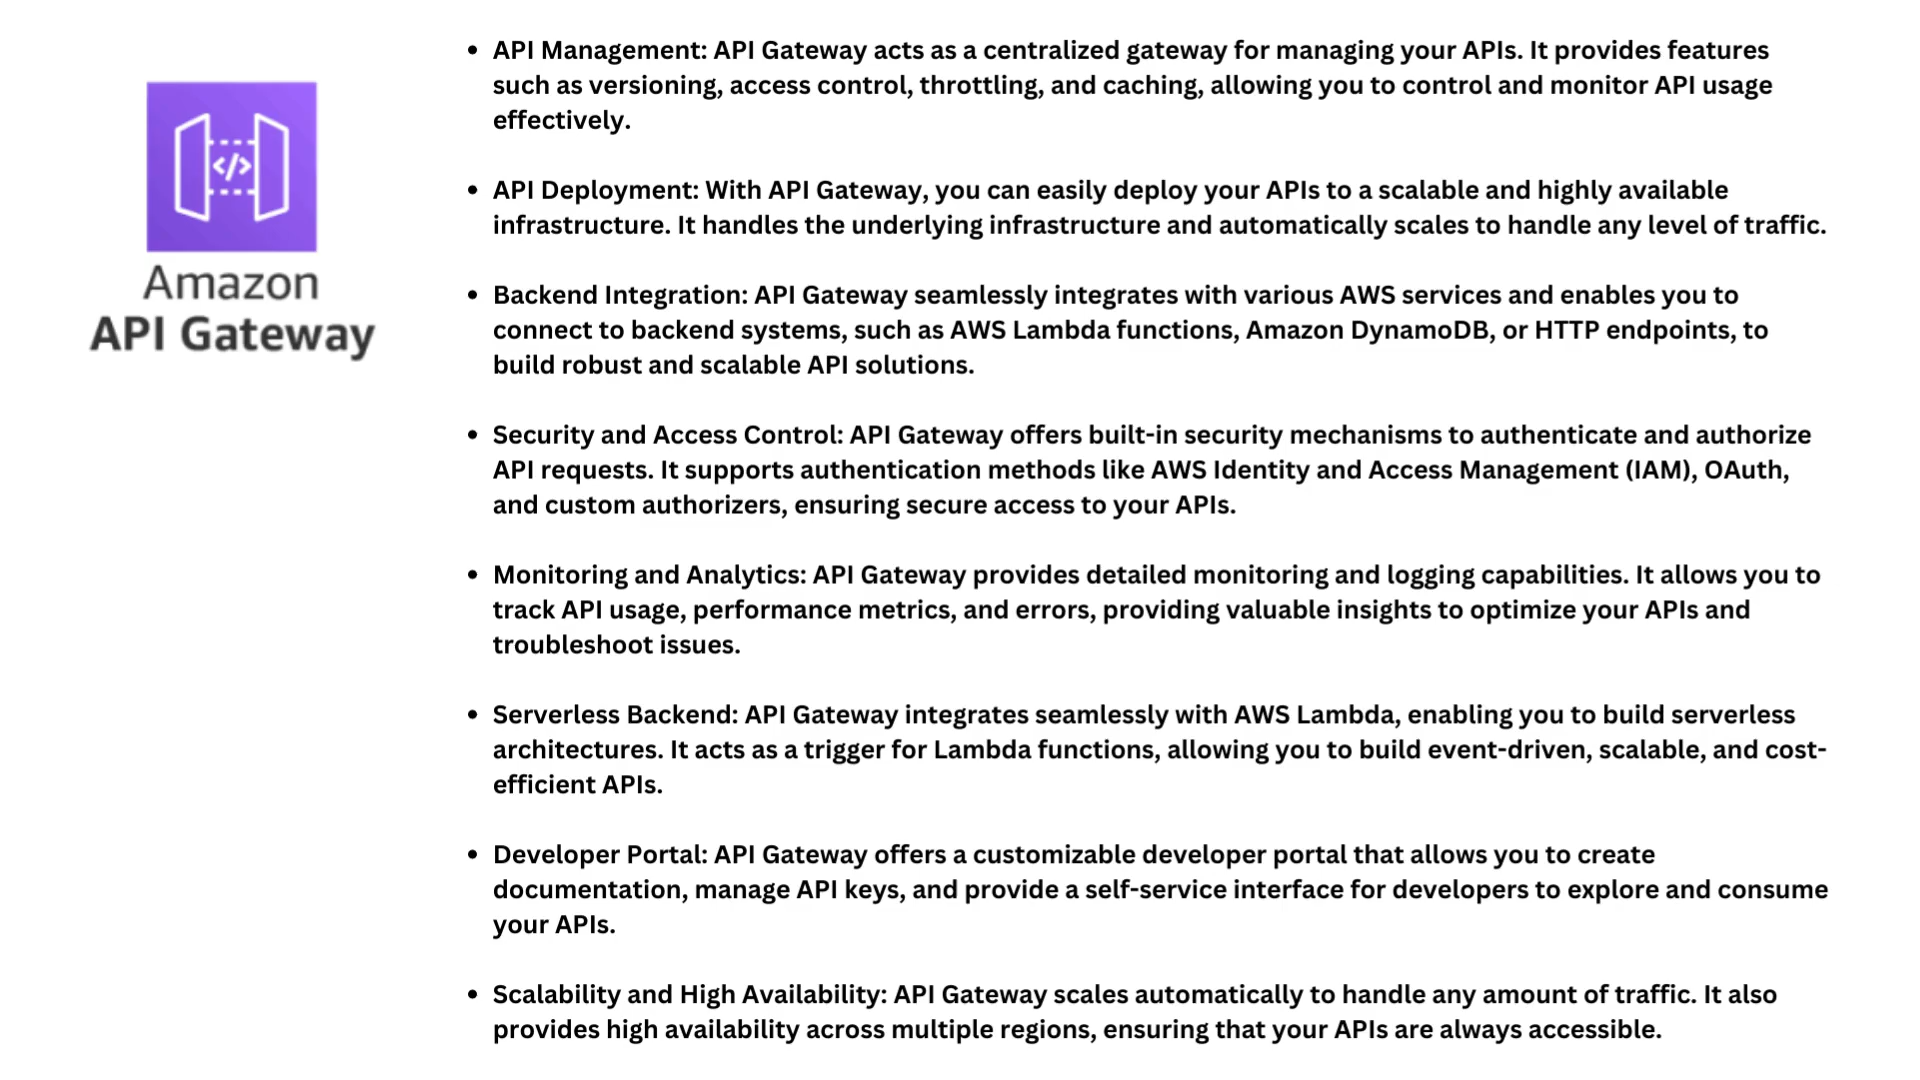 </>
Amazon
API Gateway
• API Management: API Gateway acts as a centralized gateway for managing your APIs. It provides features
such as versioning, access control, throttling, and caching, allowing you to control and monitor API usage
effectively.
• API Deployment: With API Gateway, you can easily deploy your APIs to a scalable and highly available
infrastructure. It handles the underlying infrastructure and automatically scales to handle any level of traffic.
• Backend Integration: API Gateway seamlessly integrates with various AWS services and enables you to
connect to backend systems, such as AWS Lambda functions, Amazon DynamoDB, or HTTP endpoints, to
build robust and scalable API solutions.
• Security and Access Control: API Gateway offers built-in security mechanisms to authenticate and authorize
API requests. It supports authentication methods like AWS Identity and Access Management (IAM), OAuth,
and custom authorizers, ensuring secure access to your APIs.
• Monitoring and Analytics: API Gateway provides detailed monitoring and logging capabilities. It allows you to
track API usage, performance metrics, and errors, providing valuable insights to optimize your APIs and
troubleshoot issues.
• Serverless Backend: API Gateway integrates seamlessly with AWS Lambda, enabling you to build serverless
architectures. It acts as a trigger for Lambda functions, allowing you to build event-driven, scalable, and cost-
efficient APIs.
• Developer Portal: API Gateway offers a customizable developer portal that allows you to create
documentation, manage API keys, and provide a self-service interface for developers to explore and consume
your APIs.
• Scalability and High Availability: API Gateway scales automatically to handle any amount of traffic. It also
provides high availability across multiple regions, ensuring that your APIs are always accessible.